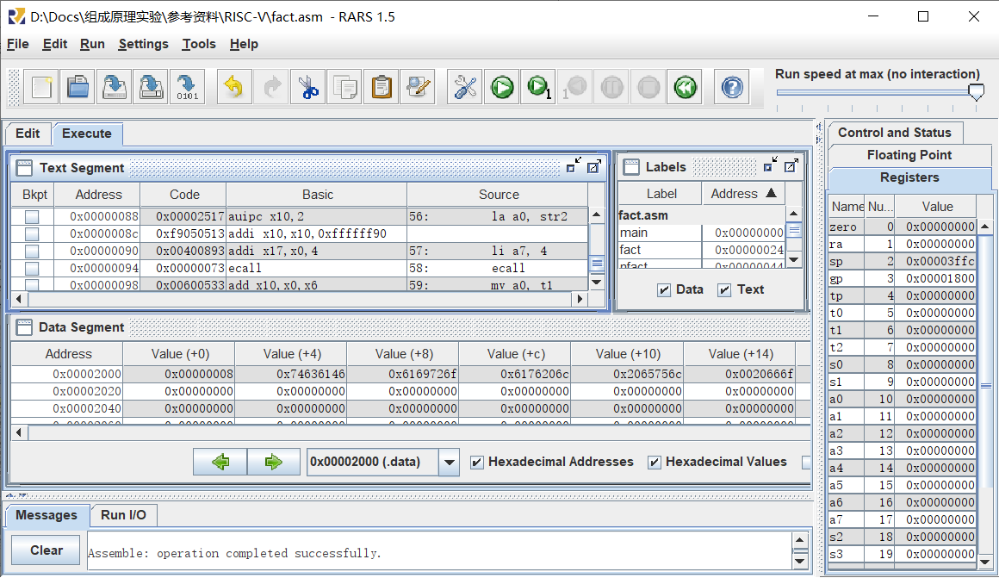 D:\Docs\组成原理实验\参考资料\RISC-V\fact.asm - RARS 1.5
File Edit Run Settings Tools Help
Run speed at max (no interaction)
0101
1
1
Edit Execute
Text Segment
Bkpt Address Code Basic Source
0x00000088 0x00002517 auipc x10,2 56: la a0, str2
0x0000008c 0xf9050513 addi x10,x10,0xffffff90
0x00000090 0x00400893 addi x17,x0,4 57: li a7, 4
0x00000094 0x00000073 ecall 58: ecall
0x00000098 0x00600533 add x10,x0,x6 59: mv a0, t1
Labels
Label Address ▲
fact.asm
main 0x00000000
fact 0x00000024
nfact 0x00000044
Data Text
Data Segment
Address Value (+0) Value (+4) Value (+8) Value (+c) Value (+10) Value (+14)
0x00002000 0x00000008 0x74636146 0x6169726f 0x6176206c 0x2065756c 0x0020666f
0x00002020 0x00000000 0x00000000 0x00000000 0x00000000 0x00000000 0x00000000
0x00002040 0x00000000 0x00000000 0x00000000 0x00000000 0x00000000 0x00000000
0x00002000 (.data) Hexadecimal Addresses Hexadecimal Values
Messages Run I/O
Clear
Assemble: operation completed successfully.
Control and Status
Floating Point
Registers
Name Nu... Value
zero 0 0x00000000
ra 1 0x00000000
sp 2 0x00003ffc
gp 3 0x00001800
tp 4 0x00000000
t0 5 0x00000000
t1 6 0x00000000
t2 7 0x00000000
s0 8 0x00000000
s1 9 0x00000000
a0 10 0x00000000
a1 11 0x00000000
a2 12 0x00000000
a3 13 0x00000000
a4 14 0x00000000
a5 15 0x00000000
a6 16 0x00000000
a7 17 0x00000000
s2 18 0x00000000
s3 19 0x00000000